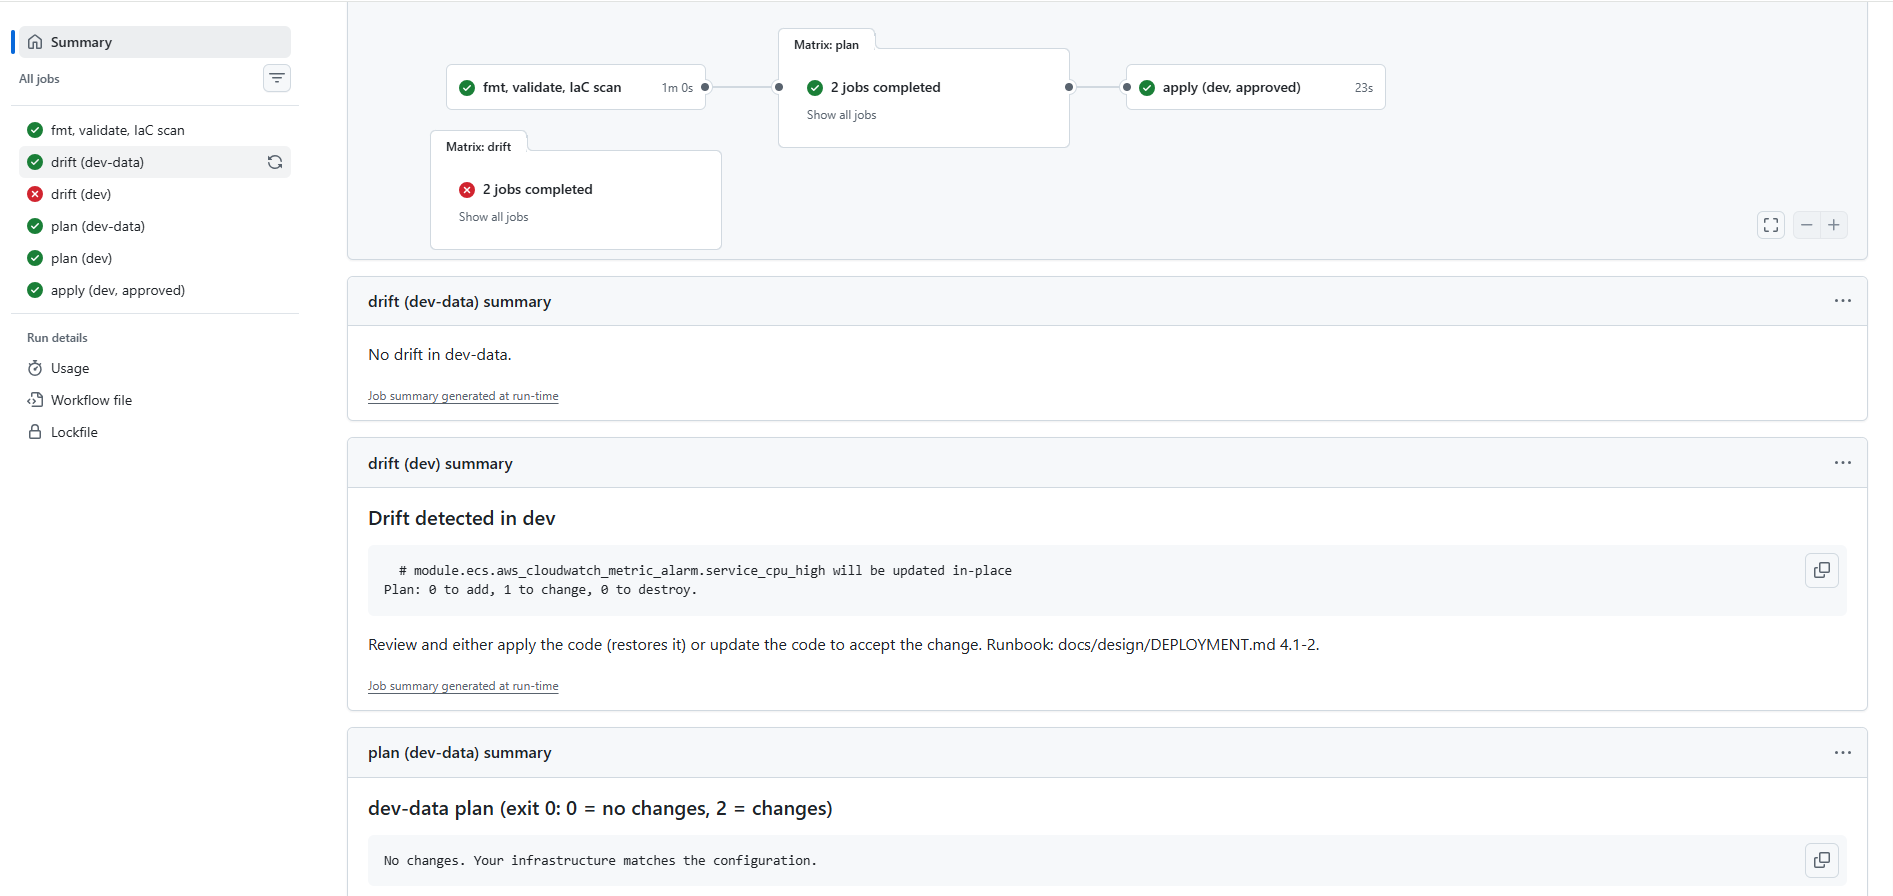 Summary
All jobs
fmt, validate, IaC scan
drift (dev-data)
drift (dev)
plan (dev-data)
plan (dev)
apply (dev, approved)
Run details
Usage
Workflow file
Lockfile
fmt, validate, IaC scan 1m 0s
Matrix: plan
2 jobs completed
Show all jobs
apply (dev, approved) 23s
Matrix: drift
2 jobs completed
Show all jobs
drift (dev-data) summary
No drift in dev-data.
Job summary generated at run-time
drift (dev) summary
Drift detected in dev
# module.ecs.aws_cloudwatch_metric_alarm.service_cpu_high will be updated in-place
Plan: 0 to add, 1 to change, 0 to destroy.
Review and either apply the code (restores it) or update the code to accept the change. Runbook: docs/design/DEPLOYMENT.md 4.1-2.
Job summary generated at run-time
plan (dev-data) summary
dev-data plan (exit 0: 0 = no changes, 2 = changes)
No changes. Your infrastructure matches the configuration.